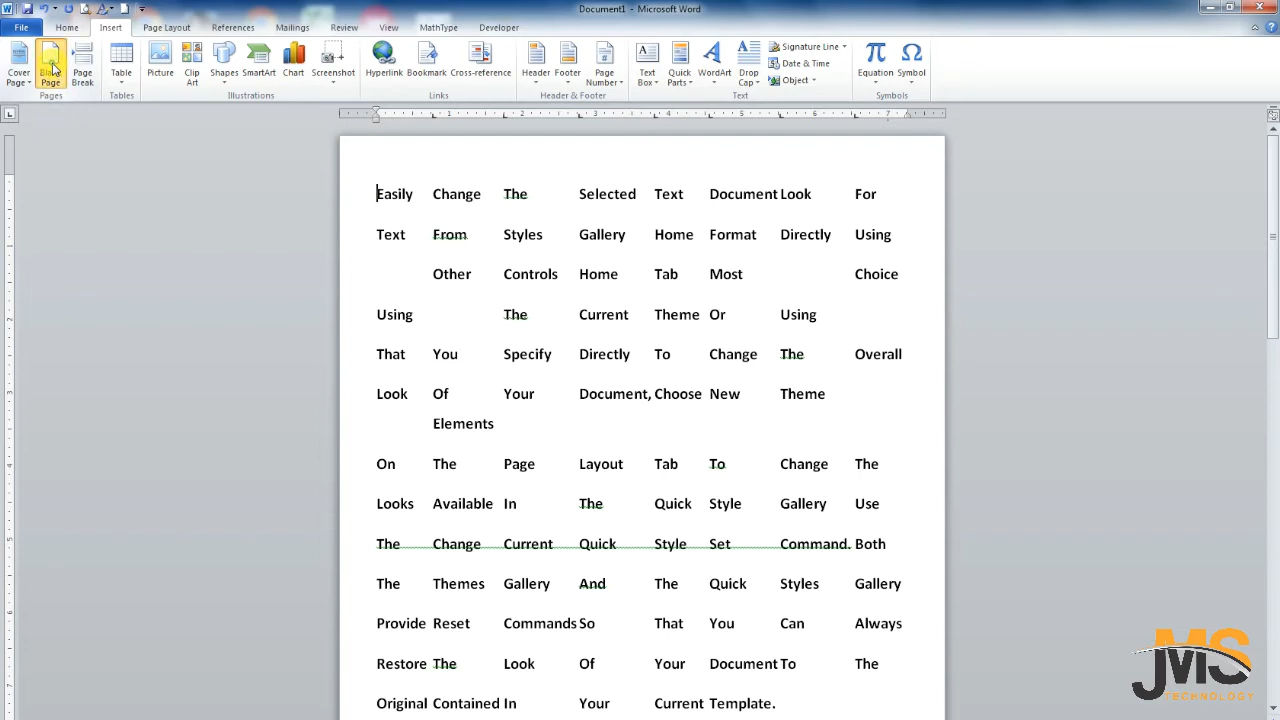 Document1 - Microsoft Word
File Home Insert Page Layout References Mailings Review View MathType Developer
Cover Page Blank Page Page Break Table Picture Clip Art Shapes SmartArt Chart Screenshot Hyperlink Bookmark Cross-reference Header Footer Page Number Text Box Quick Parts WordArt Drop Cap Signature Line Date & Time Object Equation Symbol
Pages Tables Illustrations Links Header & Footer Text Symbols
1 2 3 4 5 6 7
Easily Change The Selected Text Document Look For
Text From Styles Gallery Home Format Directly Using
Other Controls Home Tab Most Choice
Using The Current Theme Or Using
That You Specify Directly To Change The Overall
Look Of Your Document, Choose New Theme
Elements
On The Page Layout Tab To Change The
Looks Available In The Quick Style Gallery Use
The Change Current Quick Style Set Command. Both
The Themes Gallery And The Quick Styles Gallery
Provide Reset Commands So That You Can Always
Restore The Look Of Your Document To The
Original Contained In Your Current Template.
JMS
TECHNOLOGY